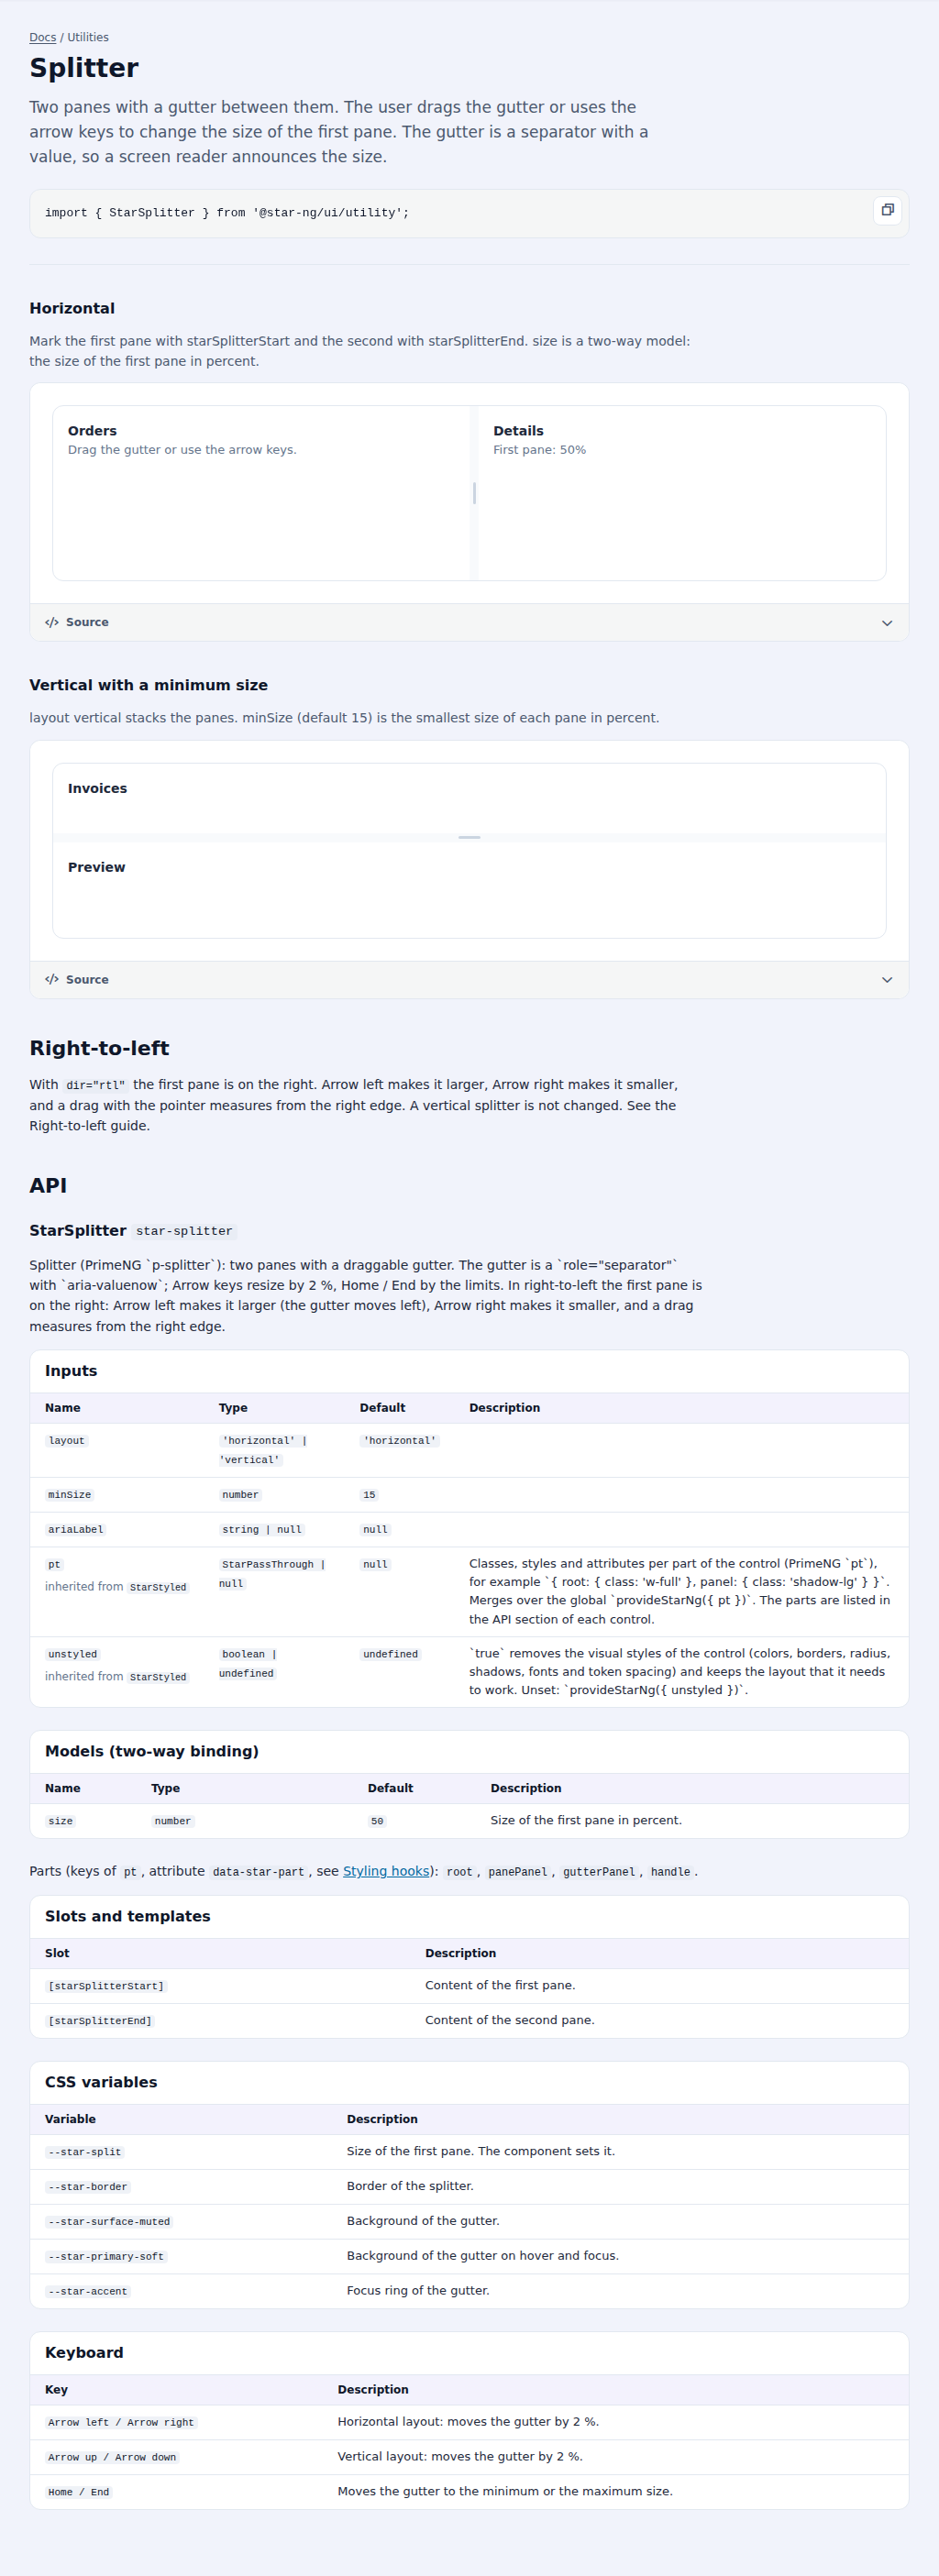 Docs / Utilities
Splitter
Two panes with a gutter between them. The user drags the gutter or uses the
arrow keys to change the size of the first pane. The gutter is a separator with a
value, so a screen reader announces the size.
import { StarSplitter } from '@star-ng/ui/utility';
Horizontal
Mark the first pane with starSplitterStart and the second with starSplitterEnd. size is a two-way model:
the size of the first pane in percent.
Orders
Drag the gutter or use the arrow keys.
Details
First pane: 50%
Source
Vertical with a minimum size
layout vertical stacks the panes. minSize (default 15) is the smallest size of each pane in percent.
Invoices
Preview
Source
Right-to-left
With dir="rtl" the first pane is on the right. Arrow left makes it larger, Arrow right makes it smaller,
and a drag with the pointer measures from the right edge. A vertical splitter is not changed. See the
Right-to-left guide.
API
StarSplitter star-splitter
Splitter (PrimeNG `p-splitter`): two panes with a draggable gutter. The gutter is a `role="separator"`
with `aria-valuenow`; Arrow keys resize by 2 %, Home / End by the limits. In right-to-left the first pane is
on the right: Arrow left makes it larger (the gutter moves left), Arrow right makes it smaller, and a drag
measures from the right edge.
Inputs
Name Type Default Description
layout 'horizontal' | 'horizontal'
'vertical'
minSize number 15
ariaLabel string | null null
pt StarPassThrough | null Classes, styles and attributes per part of the control (PrimeNG `pt`),
inherited from StarStyled null for example `{ root: { class: 'w-full' }, panel: { class: 'shadow-lg' } }`.
Merges over the global `provideStarNg({ pt })`. The parts are listed in
the API section of each control.
unstyled boolean | undefined `true` removes the visual styles of the control (colors, borders, radius,
inherited from StarStyled undefined shadows, fonts and token spacing) and keeps the layout that it needs
to work. Unset: `provideStarNg({ unstyled })`.
Models (two-way binding)
Name Type Default Description
size number 50 Size of the first pane in percent.
Parts (keys of pt, attribute data-star-part, see Styling hooks): root, panePanel, gutterPanel, handle.
Slots and templates
Slot Description
[starSplitterStart] Content of the first pane.
[starSplitterEnd] Content of the second pane.
CSS variables
Variable Description
--star-split Size of the first pane. The component sets it.
--star-border Border of the splitter.
--star-surface-muted Background of the gutter.
--star-primary-soft Background of the gutter on hover and focus.
--star-accent Focus ring of the gutter.
Keyboard
Key Description
Arrow left / Arrow right Horizontal layout: moves the gutter by 2 %.
Arrow up / Arrow down Vertical layout: moves the gutter by 2 %.
Home / End Moves the gutter to the minimum or the maximum size.